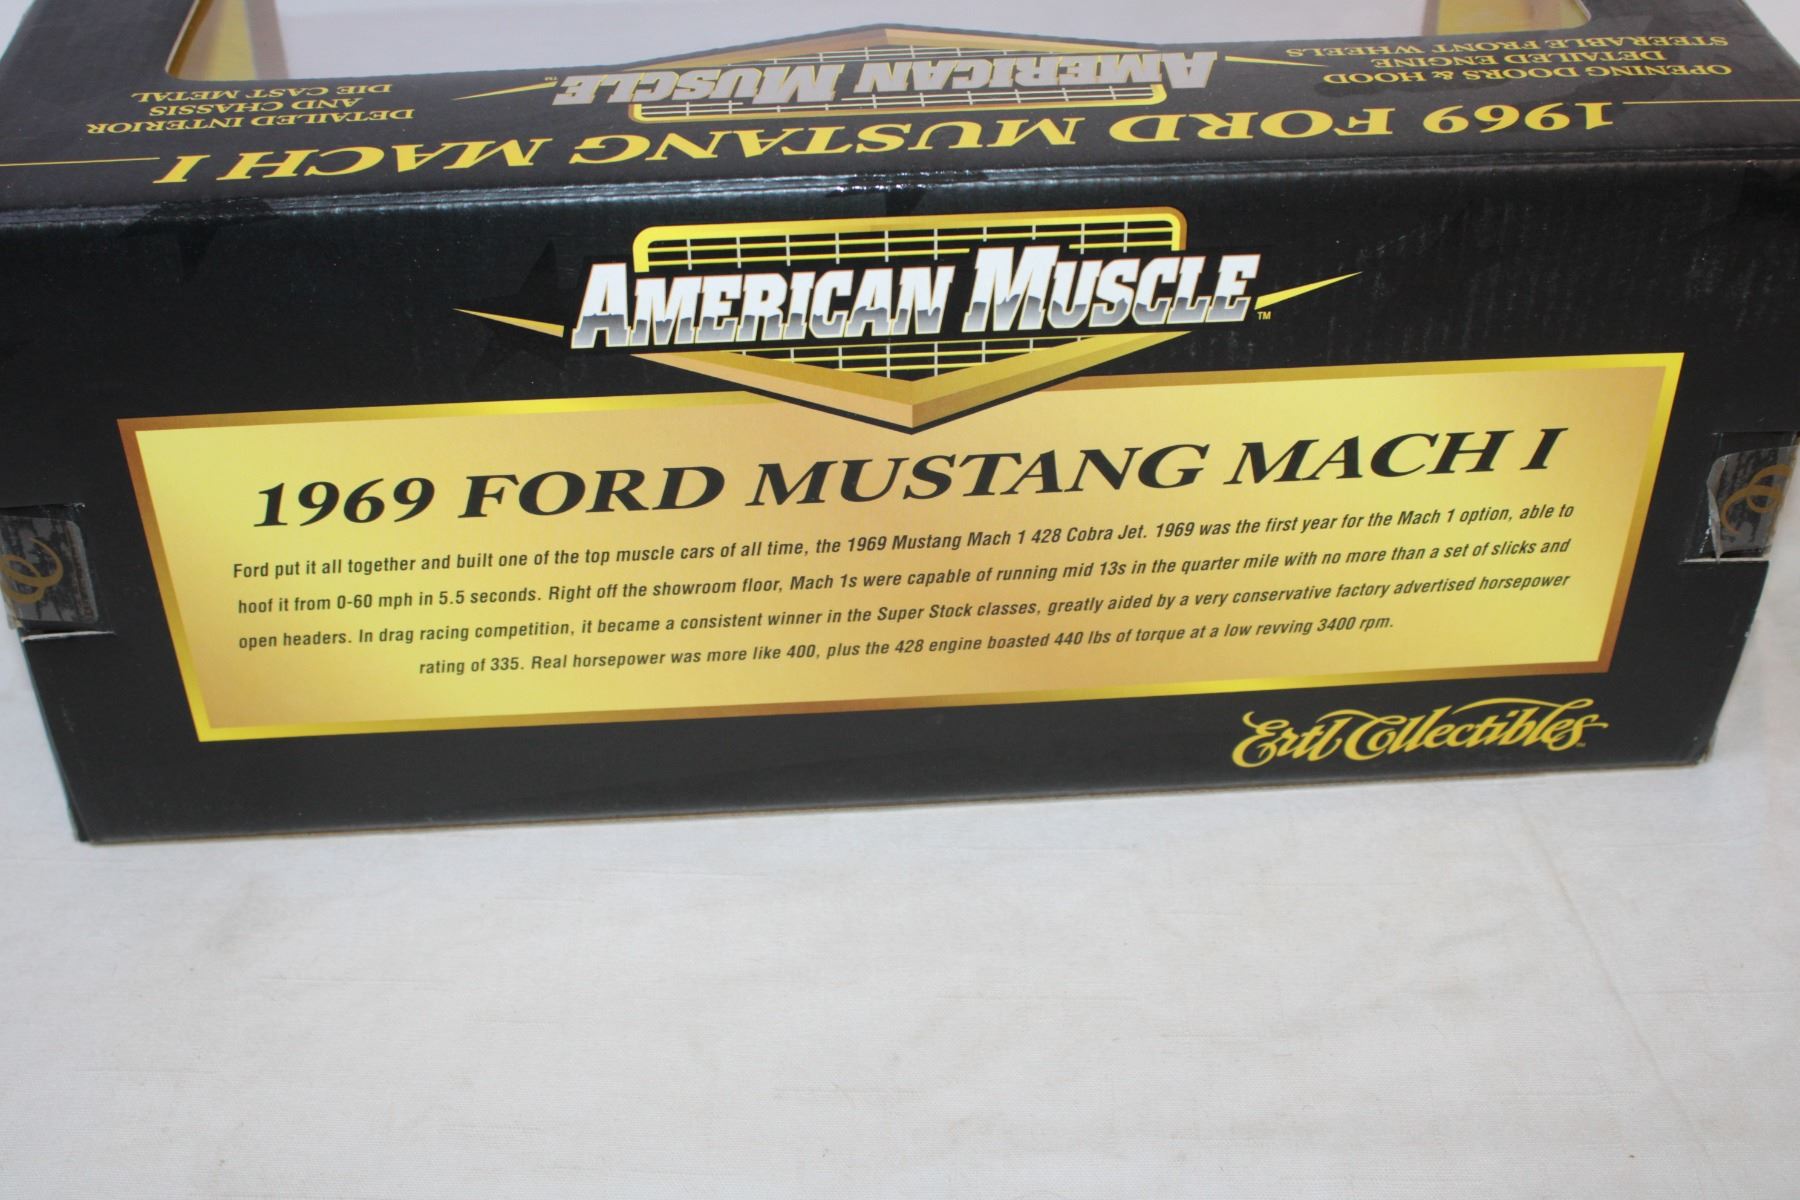 OPENING DOORS & HOOD
DETAILED ENGINE
STEERABLE FRONT WHEELS
AMERICAN MUSCLE™
DETAILED INTERIOR
AND CHASSIS
DIE CAST METAL
1969 FORD MUSTANG MACH I
AMERICAN MUSCLE™
1969 FORD MUSTANG MACH I
Ford put it all together and built one of the top muscle cars of all time, the 1969 Mustang Mach 1 428 Cobra Jet. 1969 was the first year for the Mach 1 option, able to
hoof it from 0-60 mph in 5.5 seconds. Right off the showroom floor, Mach 1s were capable of running mid 13s in the quarter mile with no more than a set of slicks and
open headers. In drag racing competition, it became a consistent winner in the Super Stock classes, greatly aided by a very conservative factory advertised horsepower
rating of 335. Real horsepower was more like 400, plus the 428 engine boasted 440 lbs of torque at a low revving 3400 rpm.
Ertl Collectibles™